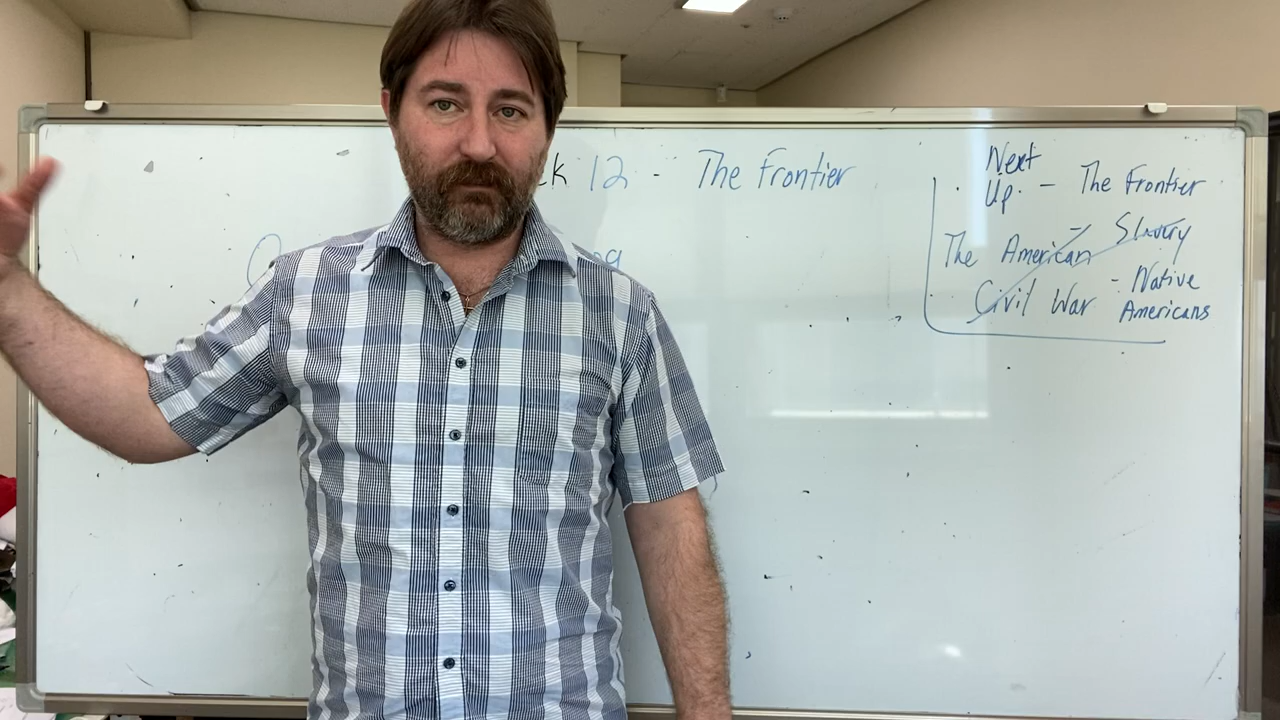 12 - The Frontier
Next
Up - The Frontier
- Slavery
The American
- Native
Civil War
Americans